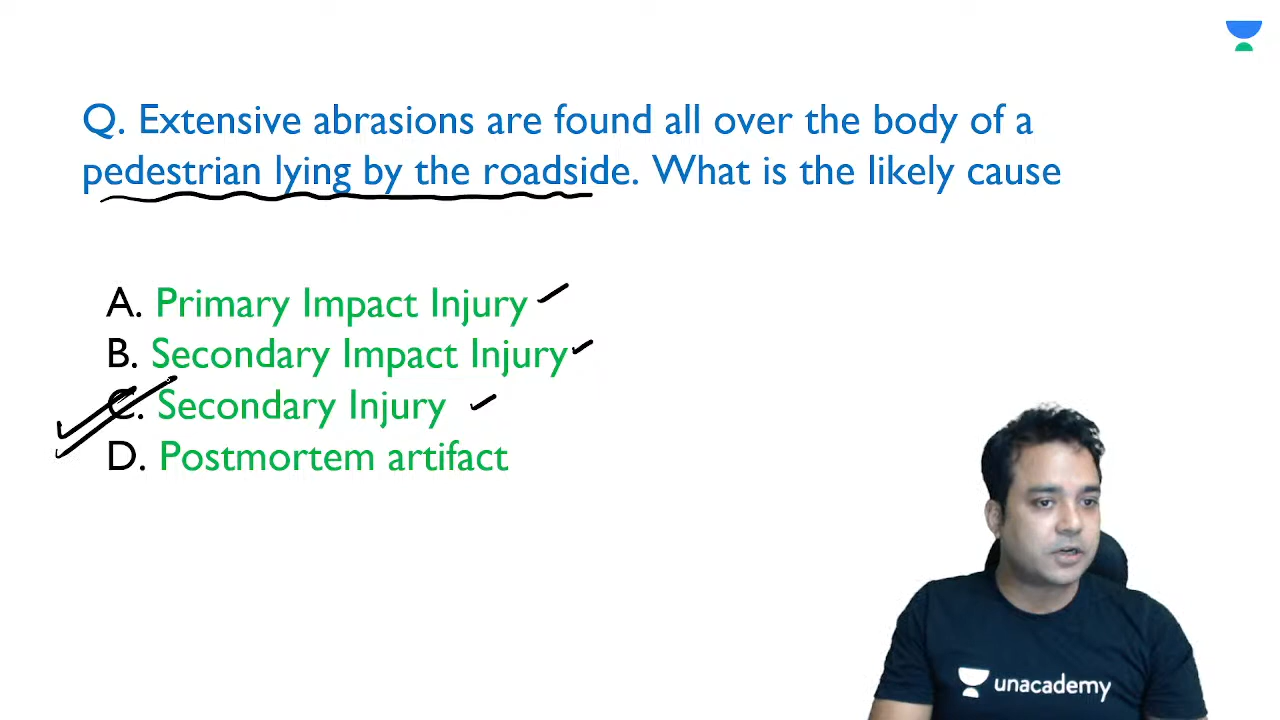 Q. Extensive abrasions are found all over the body of a
pedestrian lying by the roadside. What is the likely cause
A. Primary Impact Injury
B. Secondary Impact Injury
C. Secondary Injury
D. Postmortem artifact
unacademy